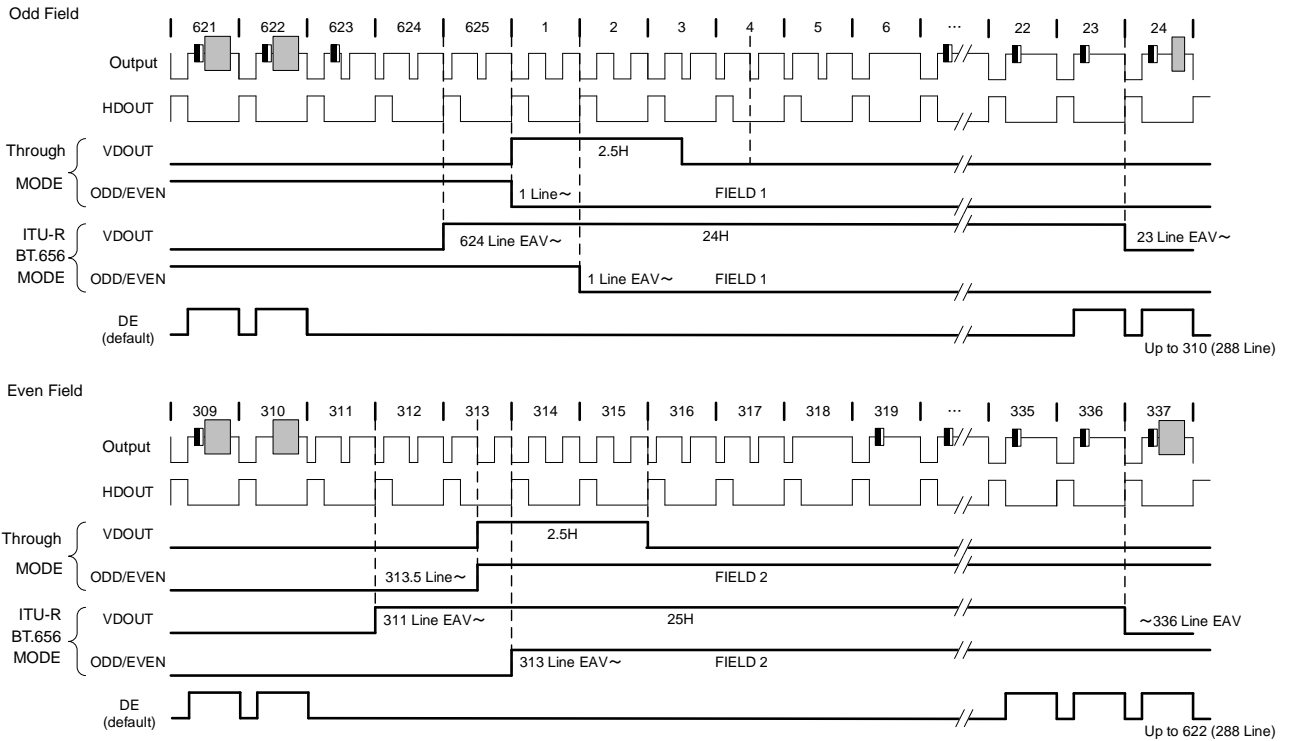 Odd Field
621 622 623 624 625 1 2 3 4 5 6 ... 22 23 24
Output
HDOUT
Through
MODE
VDOUT 2.5H
ODD/EVEN 1 Line～ FIELD 1
ITU-R
BT.656
MODE
VDOUT 624 Line EAV～ 24H 23 Line EAV～
ODD/EVEN 1 Line EAV～ FIELD 1
DE
(default)
Up to 310 (288 Line)
Even Field
309 310 311 312 313 314 315 316 317 318 319 ... 335 336 337
Output
HDOUT
Through
MODE
VDOUT 2.5H
ODD/EVEN 313.5 Line～ FIELD 2
ITU-R
BT.656
MODE
VDOUT 311 Line EAV～ 25H ～336 Line EAV
ODD/EVEN 313 Line EAV～ FIELD 2
DE
(default)
Up to 622 (288 Line)